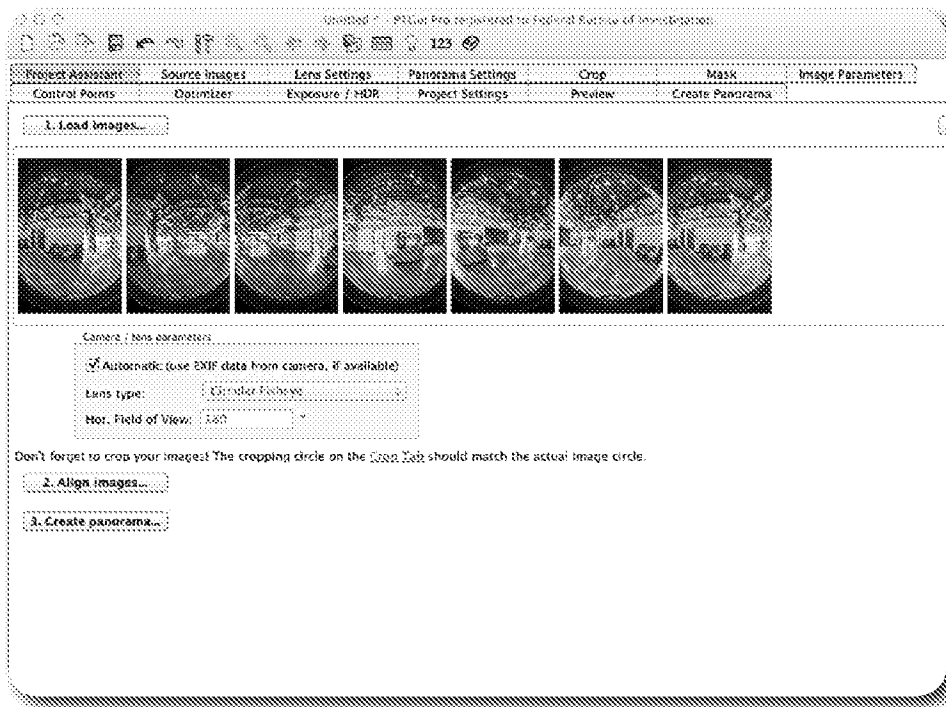 Untitled * - PTGui Pro registered to Federal Bureau of Investigation
123
Project Assistant Source Images Lens Settings Panorama Settings Crop Mask Image Parameters
Control Points Optimizer Exposure / HDR Project Settings Preview Create Panorama
1. Load images...
Camera / lens parameters
Automatic (use EXIF data from camera, if available)
Lens type: Circular Fisheye
Hor. Field of View: 180 °
Don't forget to crop your images! The cropping circle on the Crop Tab should match the actual image circle.
2. Align images...
3. Create panorama...